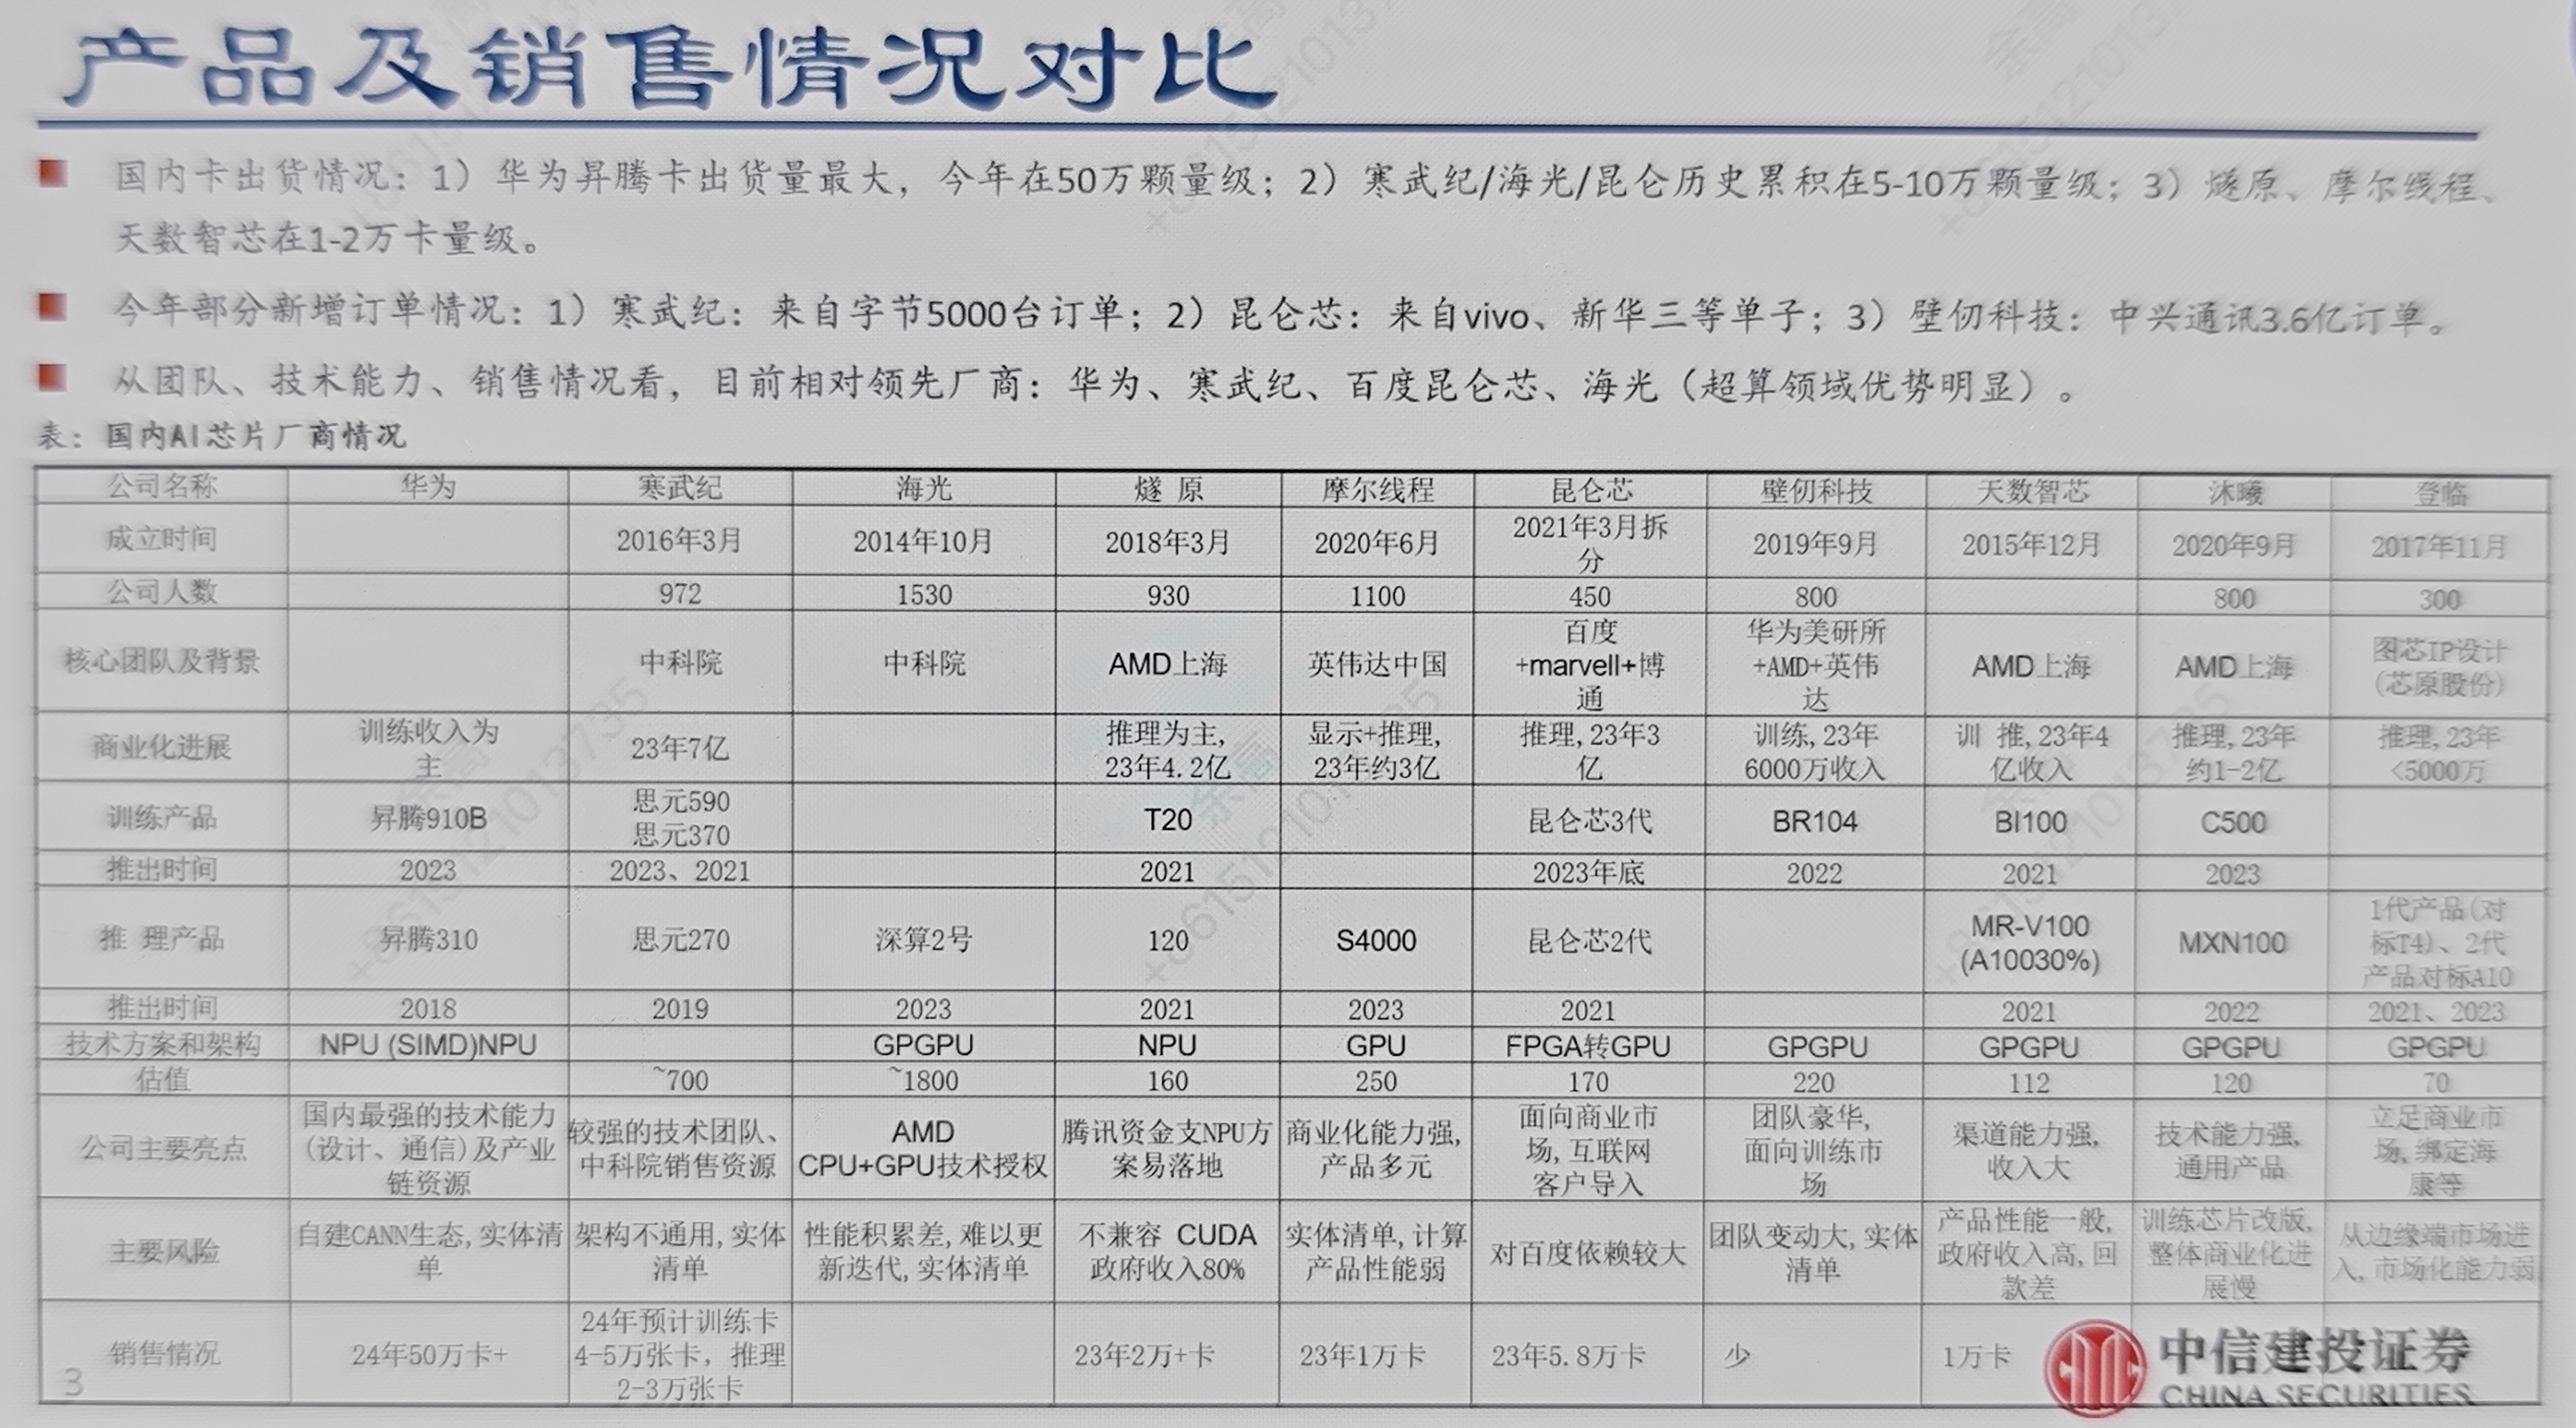 产品及销售情况对比
国内卡出货情况：1）华为昇腾卡出货量最大，今年在50万颗量级；2）寒武纪/海光/昆仑历史累积在5-10万颗量级；3）燧原、摩尔线程、
天数智芯在1-2万卡量级。
今年部分新增订单情况：1）寒武纪：来自字节5000台订单；2）昆仑芯：来自vivo、新华三等单子；3）壁仞科技：中兴通讯3.6亿订单。
从团队、技术能力、销售情况看，目前相对领先厂商：华为、寒武纪、百度昆仑芯、海光（超算领域优势明显）。
表：国内AI芯片厂商情况
公司名称 华为 寒武纪 海光 燧 原 摩尔线程 昆仑芯 壁仞科技 天数智芯 沐曦 登临
成立时间 2016年3月 2014年10月 2018年3月 2020年6月 2021年3月拆分 2019年9月 2015年12月 2020年9月 2017年11月
公司人数 972 1530 930 1100 450 800 800 300
核心团队及背景 中科院 中科院 AMD上海 英伟达中国 百度+marvell+博通 华为美研所+AMD+英伟达 AMD上海 AMD上海 图芯IP设计(芯原股份)
商业化进展 训练收入为主 23年7亿 推理为主,23年4.2亿 显示+推理,23年约3亿 推理,23年3亿 训练,23年6000万收入 训 推,23年4亿收入 推理,23年约1-2亿 推理,23年<5000万
训练产品 昇腾910B 思元590 思元370 T20 昆仑芯3代 BR104 BI100 C500
推出时间 2023 2023、2021 2021 2023年底 2022 2021 2023
推 理产品 昇腾310 思元270 深算2号 120 S4000 昆仑芯2代 MR-V100(A10030%) MXN100 1代产品(对标T4)、2代产品对标A10
推出时间 2018 2019 2023 2021 2023 2021 2021 2022 2021、2023
技术方案和架构 NPU (SIMD)NPU GPGPU NPU GPU FPGA转GPU GPGPU GPGPU GPGPU GPGPU
估值 ~700 ~1800 160 250 170 220 112 120 70
公司主要亮点 国内最强的技术能力(设计、通信)及产业链资源 较强的技术团队、中科院销售资源 AMD CPU+GPU技术授权 腾讯资金支NPU方案易落地 商业化能力强,产品多元 面向商业市场,互联网客户导入 团队豪华,面向训练市场 渠道能力强,收入大 技术能力强,通用产品 立足商业市场,绑定海康等
主要风险 自建CANN生态,实体清单 架构不通用,实体清单 性能积累差,难以更新迭代,实体清单 不兼容 CUDA 政府收入80% 实体清单,计算产品性能弱 对百度依赖较大 团队变动大,实体清单 产品性能一般,政府收入高,回款差 训练芯片改版,整体商业化进展慢 从边缘端市场进入,市场化能力弱
销售情况 24年50万卡+ 24年预计训练卡4-5万张卡，推理2-3万张卡 23年2万+卡 23年1万卡 23年5.8万卡 少 1万卡
3
中信建投证券
CHINA SECURITIES
余高
+8615121013735